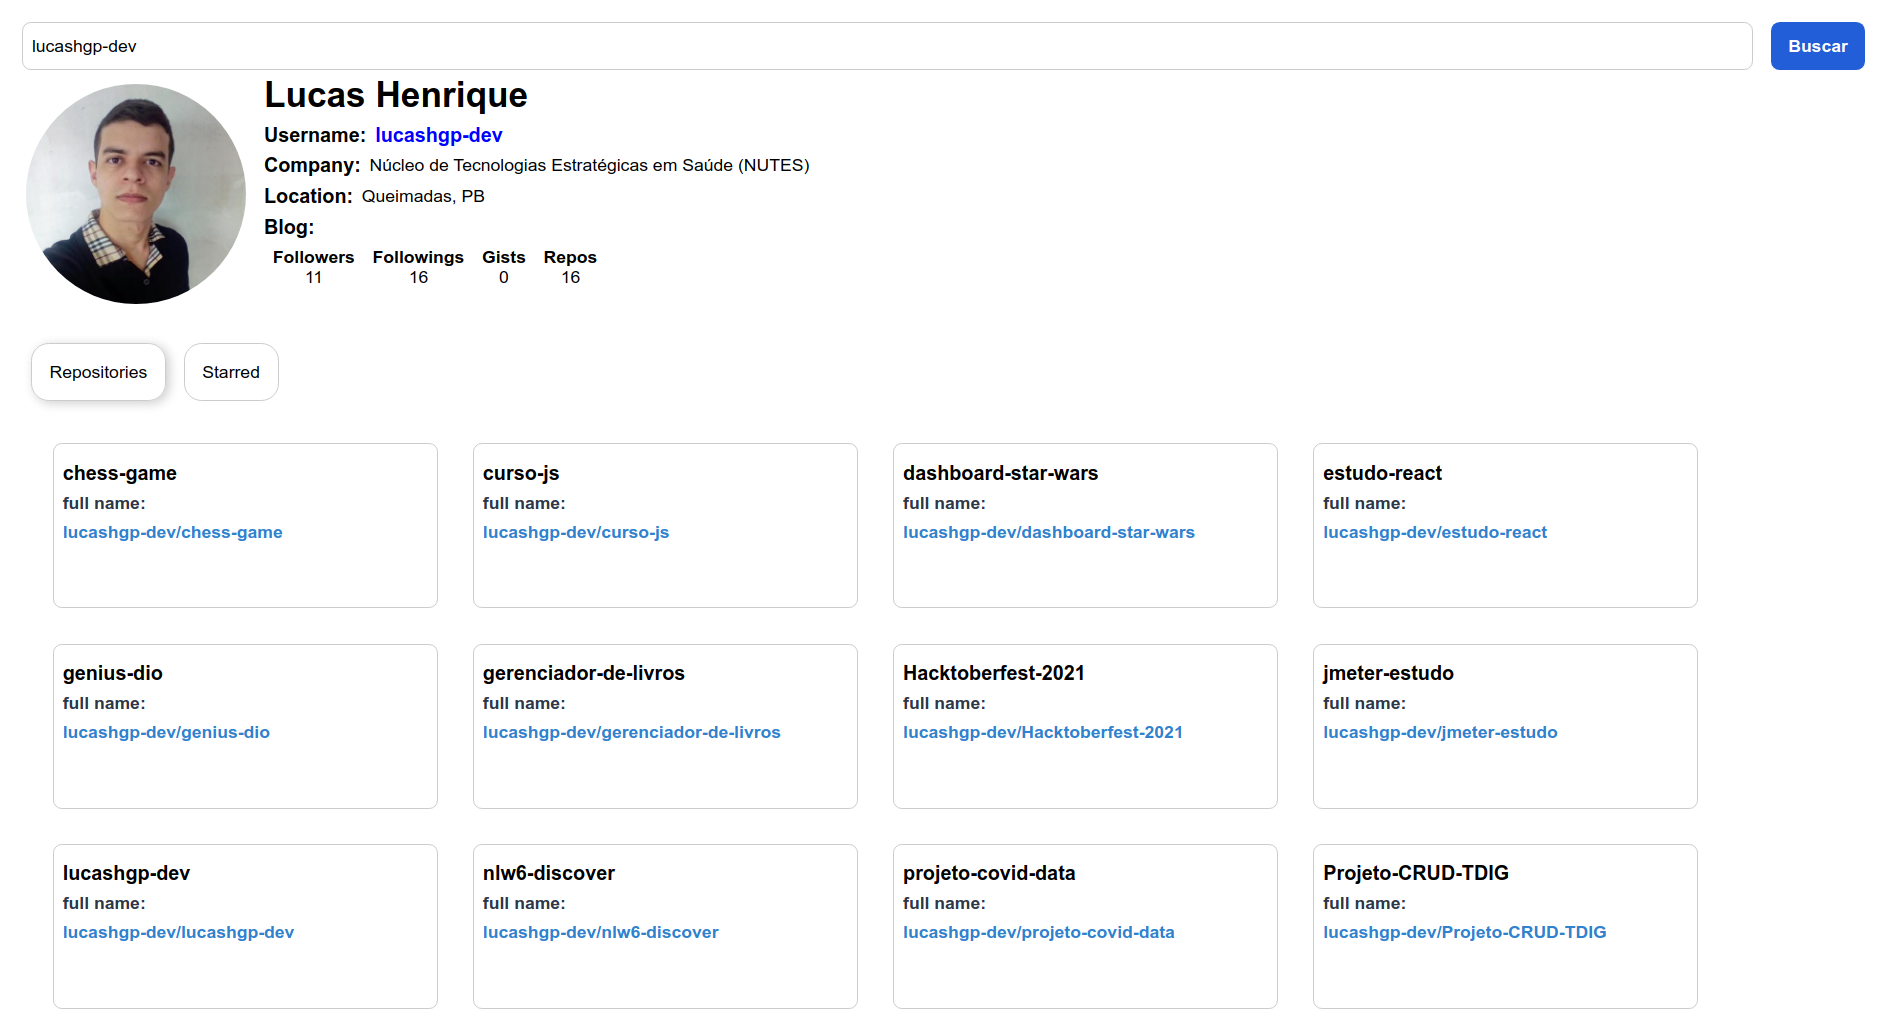 lucashgp-dev Buscar
Lucas Henrique
Username: lucashgp-dev
Company: Núcleo de Tecnologias Estratégicas em Saúde (NUTES)
Location: Queimadas, PB
Blog:
Followers Followings Gists Repos
11 16 0 16
Repositories Starred
chess-game
full name:
lucashgp-dev/chess-game
curso-js
full name:
lucashgp-dev/curso-js
dashboard-star-wars
full name:
lucashgp-dev/dashboard-star-wars
estudo-react
full name:
lucashgp-dev/estudo-react
genius-dio
full name:
lucashgp-dev/genius-dio
gerenciador-de-livros
full name:
lucashgp-dev/gerenciador-de-livros
Hacktoberfest-2021
full name:
lucashgp-dev/Hacktoberfest-2021
jmeter-estudo
full name:
lucashgp-dev/jmeter-estudo
lucashgp-dev
full name:
lucashgp-dev/lucashgp-dev
nlw6-discover
full name:
lucashgp-dev/nlw6-discover
projeto-covid-data
full name:
lucashgp-dev/projeto-covid-data
Projeto-CRUD-TDIG
full name:
lucashgp-dev/Projeto-CRUD-TDIG